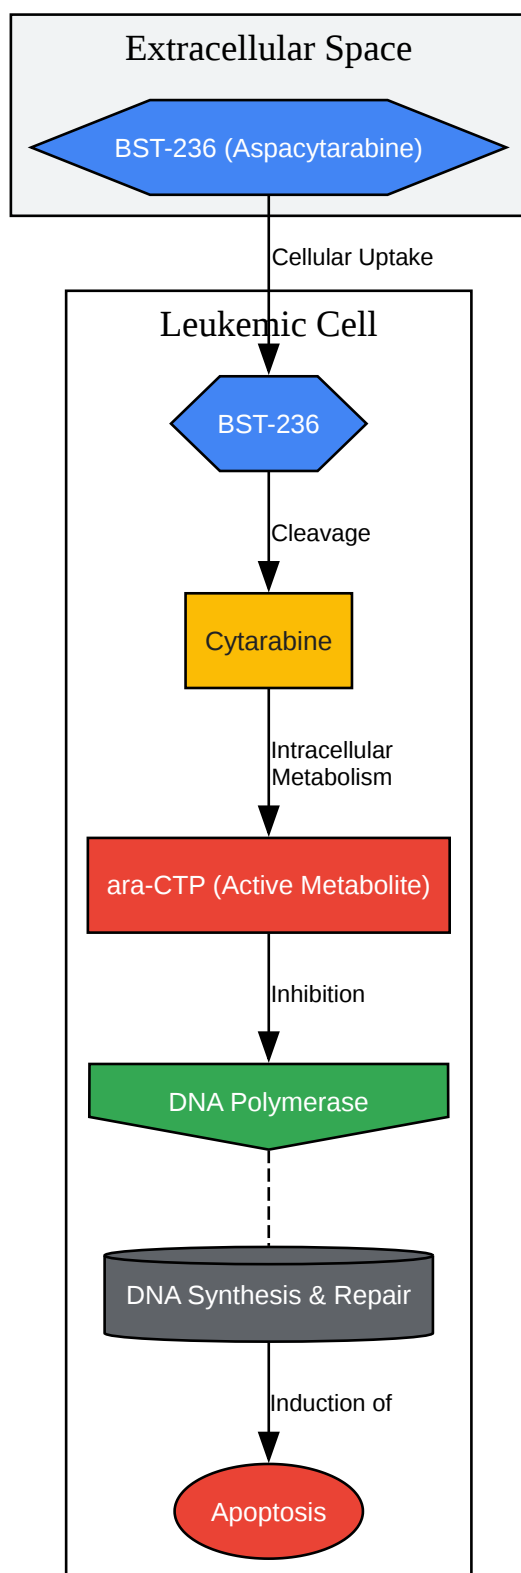 Extracellular Space
BST-236 (Aspacytarabine)
Cellular Uptake
Leukemic Cell
BST-236
Cleavage
Cytarabine
Intracellular
Metabolism
ara-CTP (Active Metabolite)
Inhibition
DNA Polymerase
DNA Synthesis & Repair
Induction of
Apoptosis